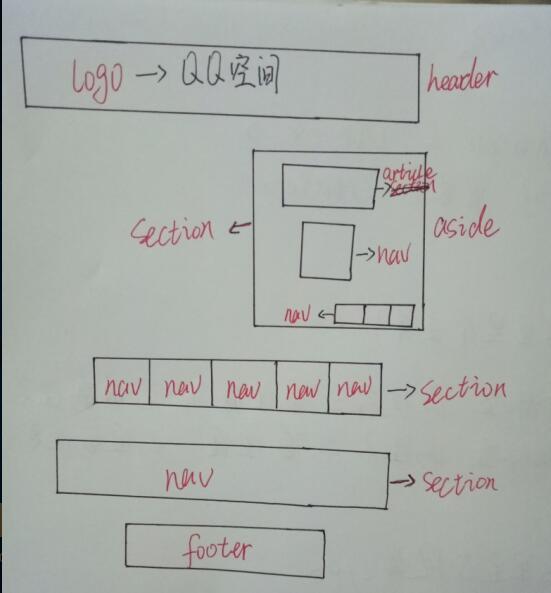 logo → QQ空间
header
article
section
section ←
aside
→nav
nav ←
nav nav nav nav nav → section
nav → section
footer